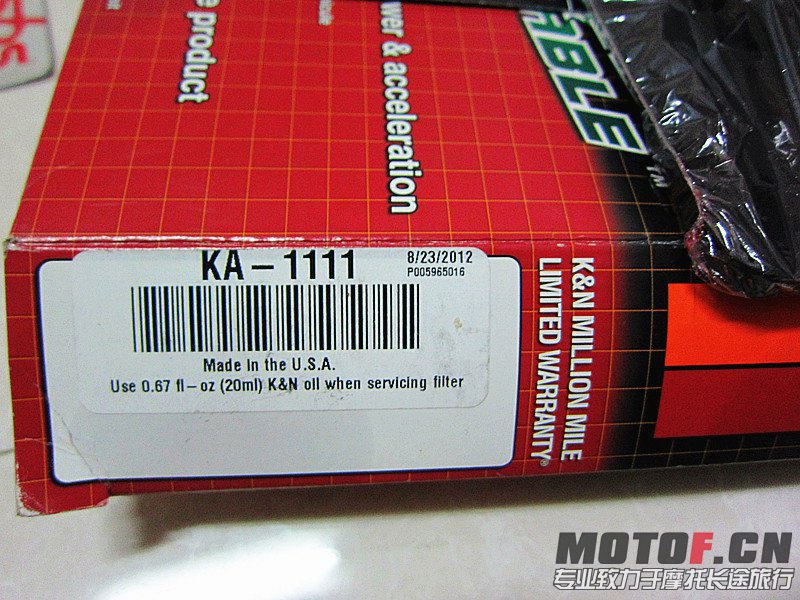 e product
wer & acceleration
ABLE
TM
KA-1111
8/23/2012
P005965016
Made in the U.S.A.
Use 0.67 fl-oz (20ml) K&N oil when servicing filter
K&N MILLION MILE
LIMITED WARRANTY®
MOTOF.CN
专业致力于摩托长途旅行